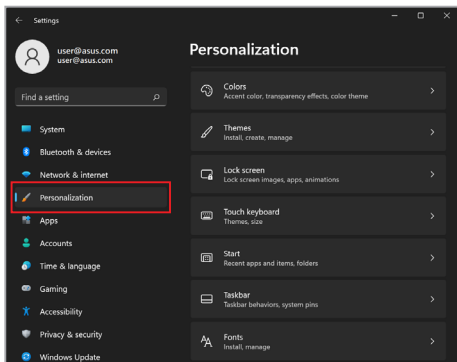 Settings
user@asus.com
user@asus.com
Find a setting
System
Bluetooth & devices
Network & internet
Personalization
Apps
Accounts
Time & language
Gaming
Accessibility
Privacy & security
Windows Update
Personalization
Colors
Accent color, transparency effects, color theme
Themes
Install, create, manage
Lock screen
Lock screen images, apps, animations
Touch keyboard
Themes, size
Start
Recent apps and items, folders
Taskbar
Taskbar behaviors, system pins
Fonts
Install, manage